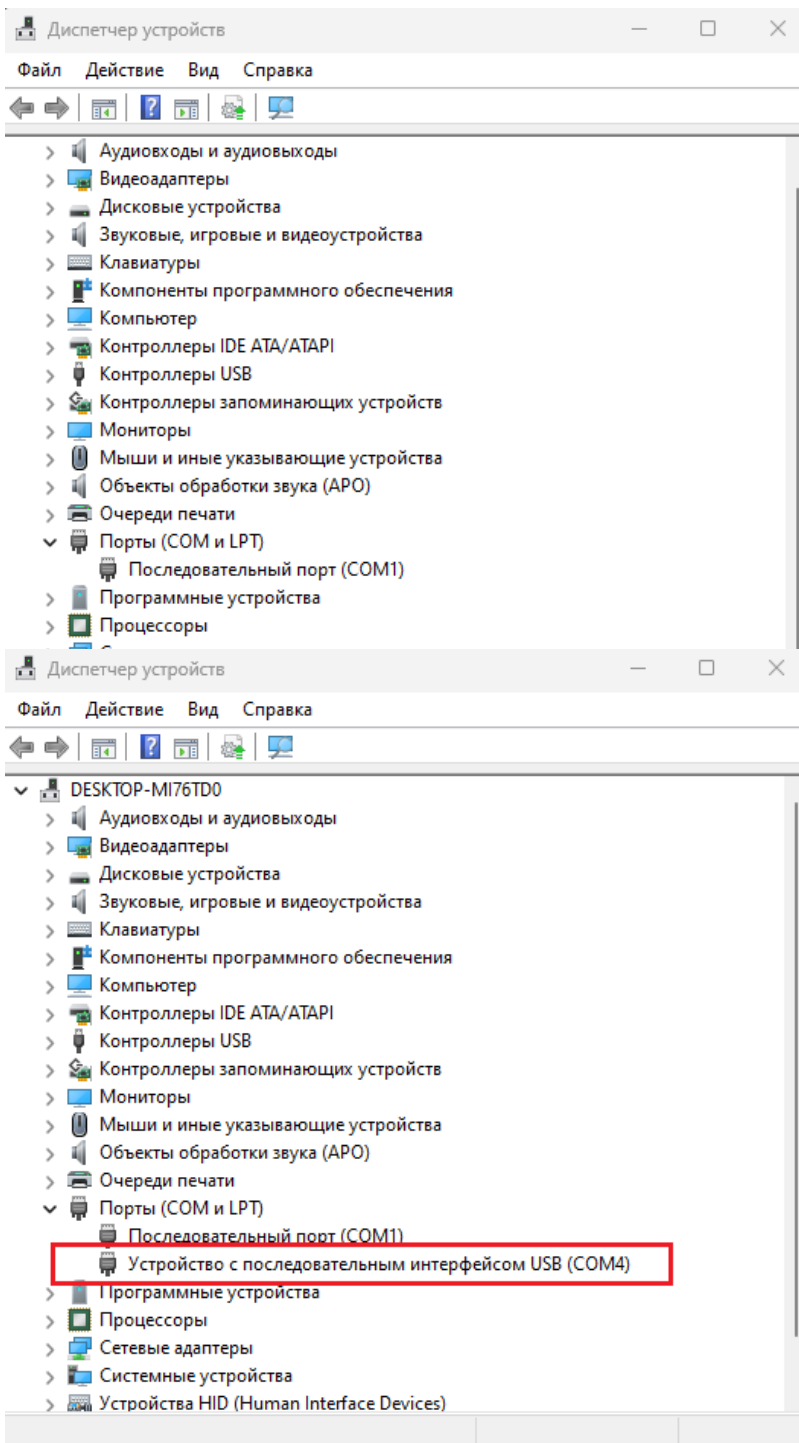 Диспетчер устройств
Файл Действие Вид Справка
Аудиовходы и аудиовыходы
Видеоадаптеры
Дисковые устройства
Звуковые, игровые и видеоустройства
Клавиатуры
Компоненты программного обеспечения
Компьютер
Контроллеры IDE ATA/ATAPI
Контроллеры USB
Контроллеры запоминающих устройств
Мониторы
Мыши и иные указывающие устройства
Объекты обработки звука (APO)
Очереди печати
Порты (COM и LPT)
Последовательный порт (COM1)
Программные устройства
Процессоры
Диспетчер устройств
Файл Действие Вид Справка
DESKTOP-MI76TD0
Аудиовходы и аудиовыходы
Видеоадаптеры
Дисковые устройства
Звуковые, игровые и видеоустройства
Клавиатуры
Компоненты программного обеспечения
Компьютер
Контроллеры IDE ATA/ATAPI
Контроллеры USB
Контроллеры запоминающих устройств
Мониторы
Мыши и иные указывающие устройства
Объекты обработки звука (APO)
Очереди печати
Порты (COM и LPT)
Последовательный порт (COM1)
Устройство с последовательным интерфейсом USB (COM4)
Программные устройства
Процессоры
Сетевые адаптеры
Системные устройства
Устройства HID (Human Interface Devices)